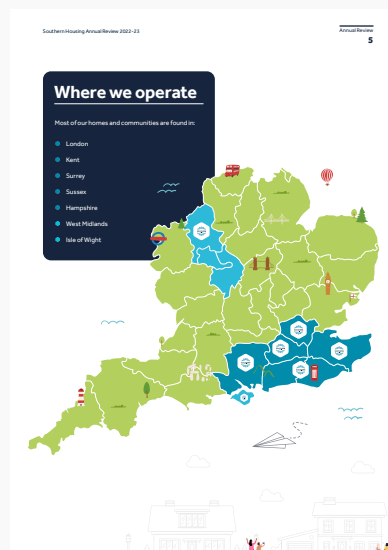 Southern Housing Annual Review 2022–23
Annual Review
5
Where we operate
Most of our homes and communities are found in:
London
Kent
Surrey
Sussex
Hampshire
West Midlands
Isle of Wight